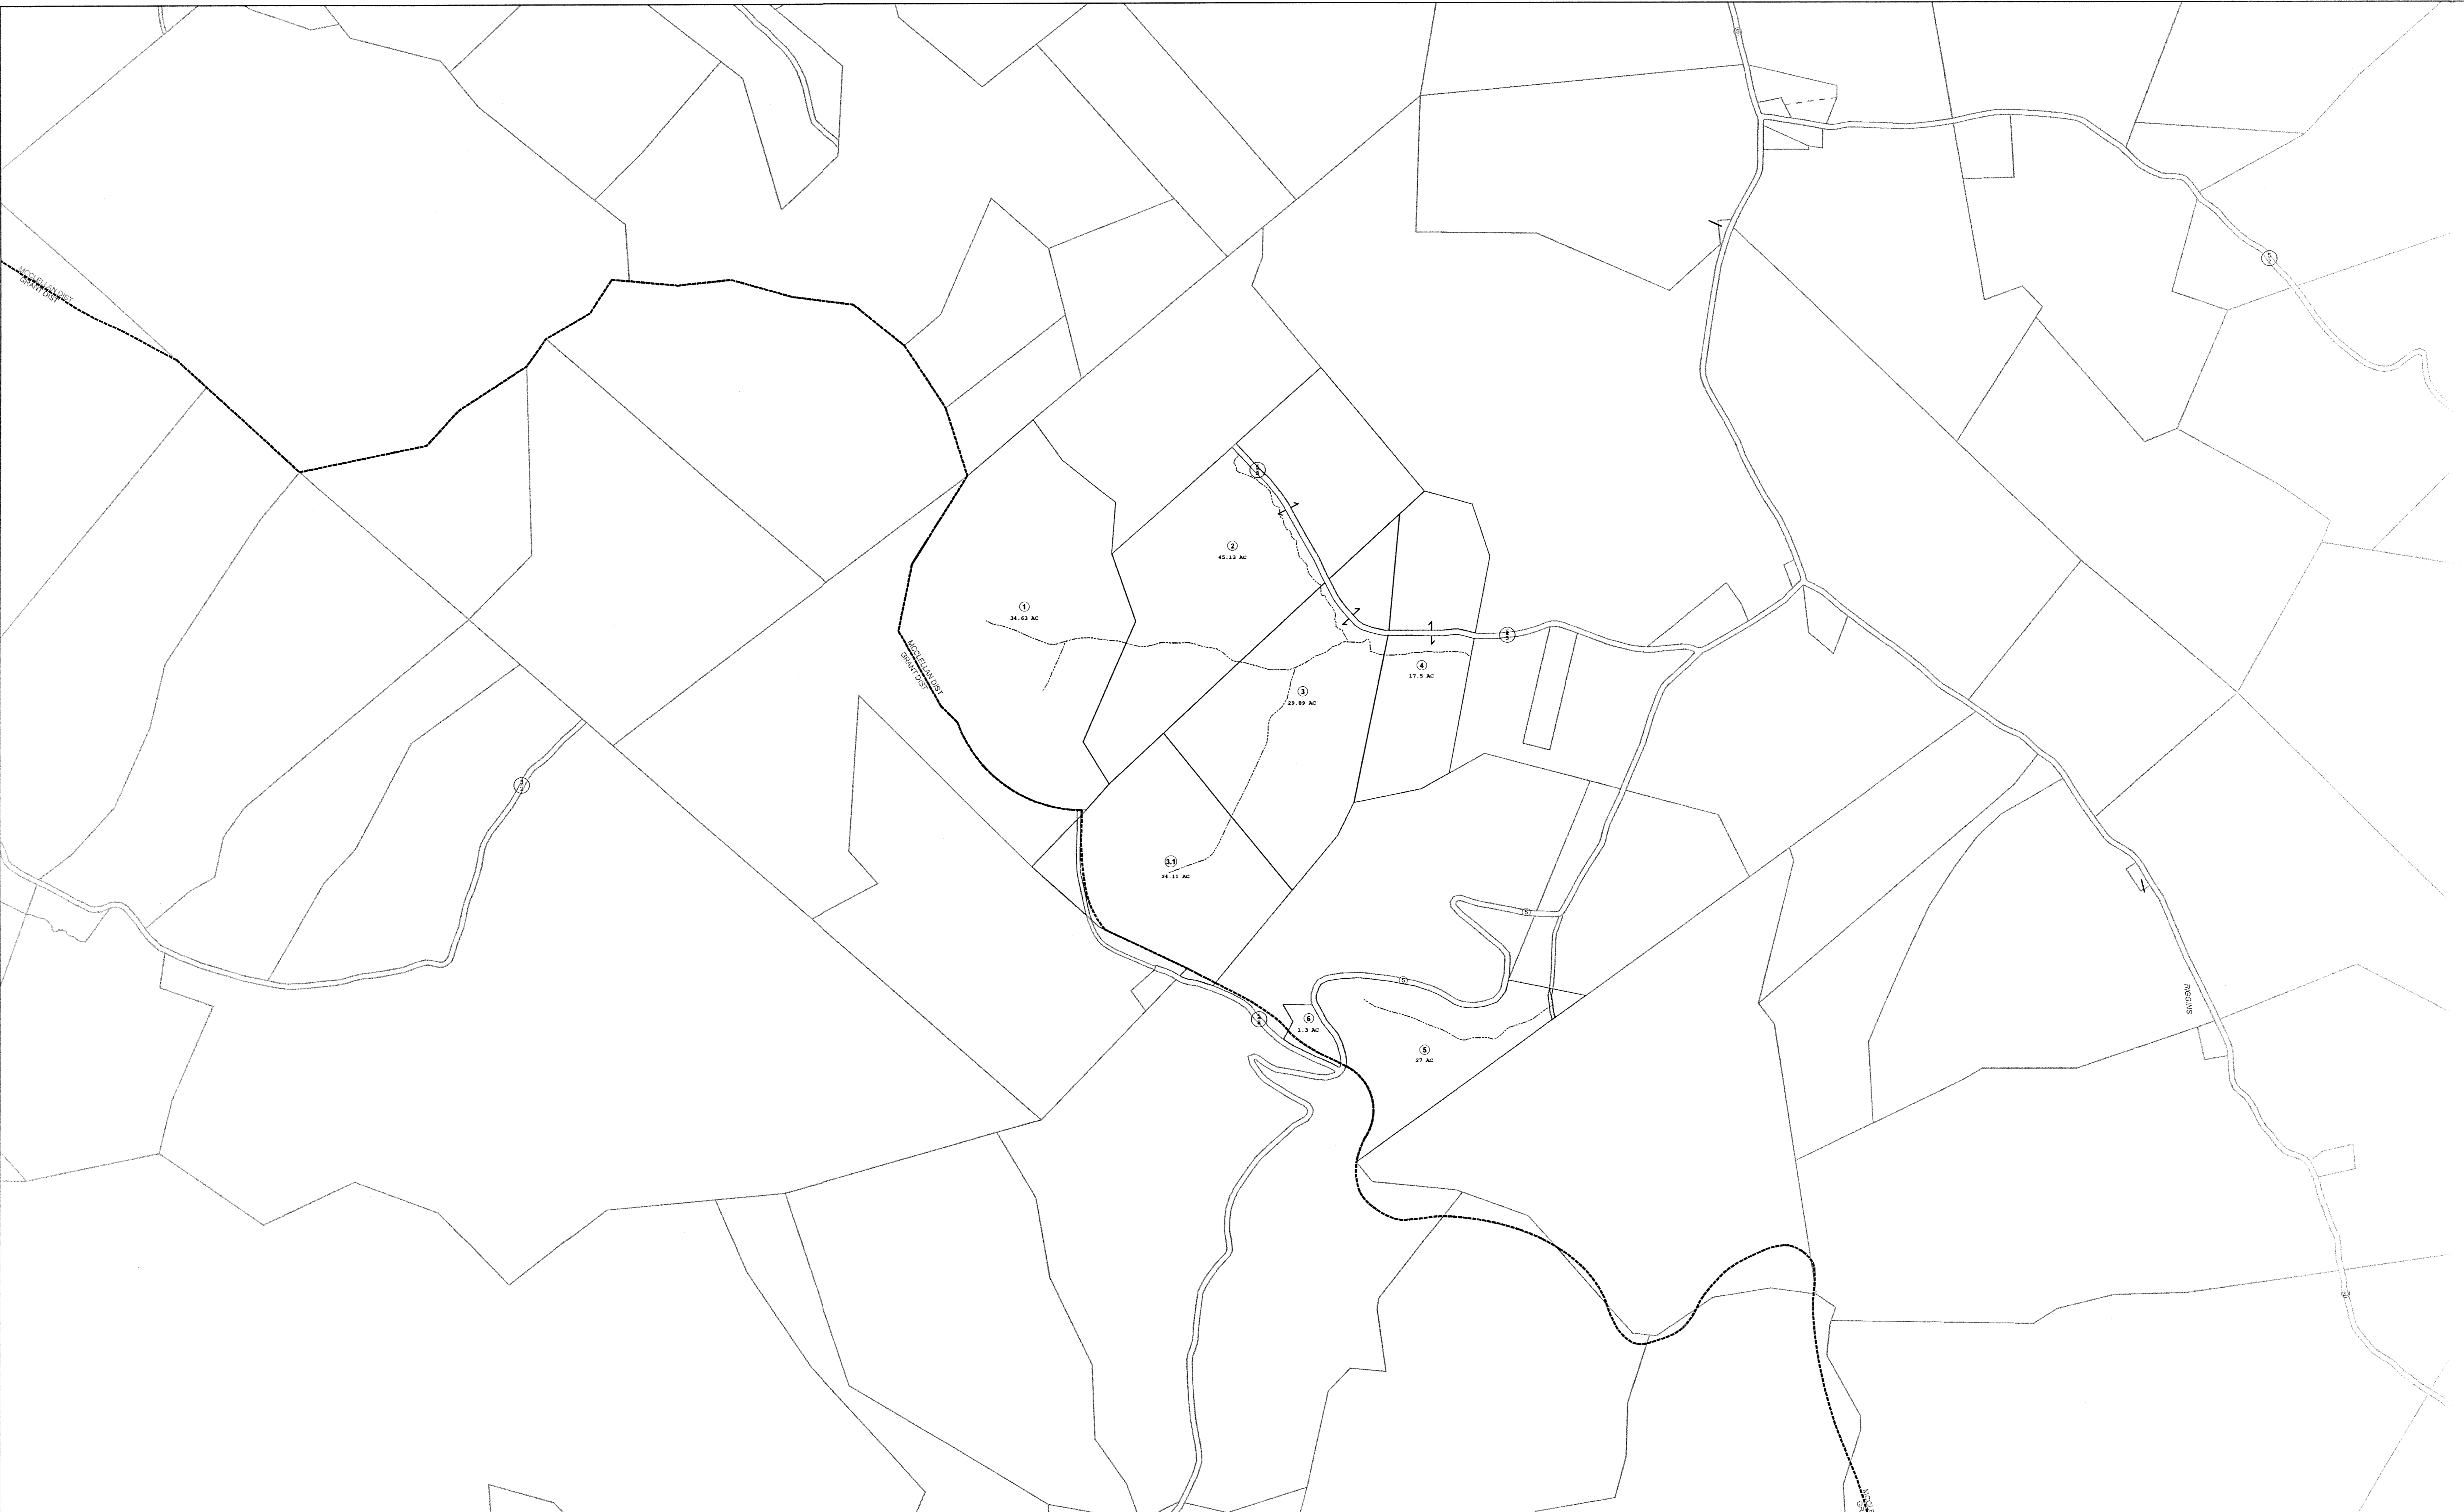 MCCLELLAN DIST
GRANT DIST
2
45.13 AC
1
34.63 AC
MCCLELLAN DIST
GRANT DIST
4
17.5 AC
3
29.89 AC
3.1
24.11 AC
RIGGINS
6
1.3 AC
5
27 AC